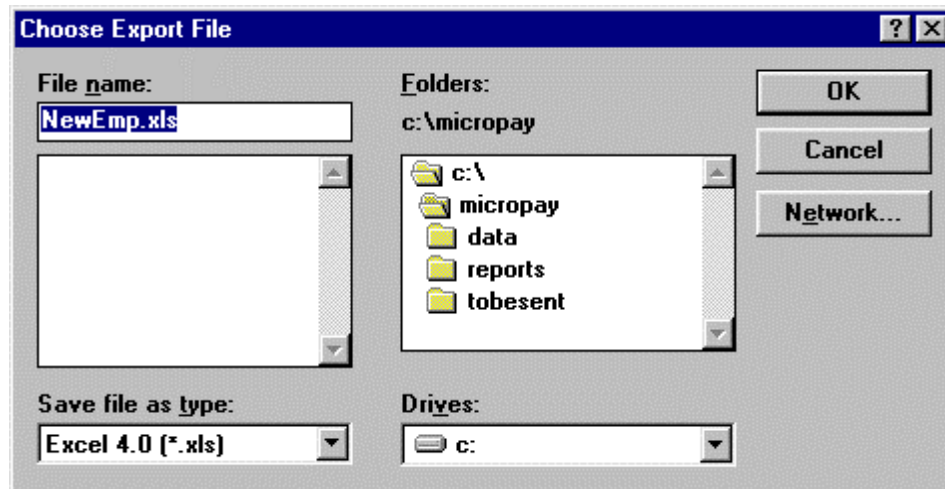 Choose Export File
File name:
NewEmp.xls
Folders:
c:\micropay
c:\
micropay
data
reports
tobesent
OK
Cancel
Network...
Save file as type:
Excel 4.0 (*.xls)
Drives:
c: